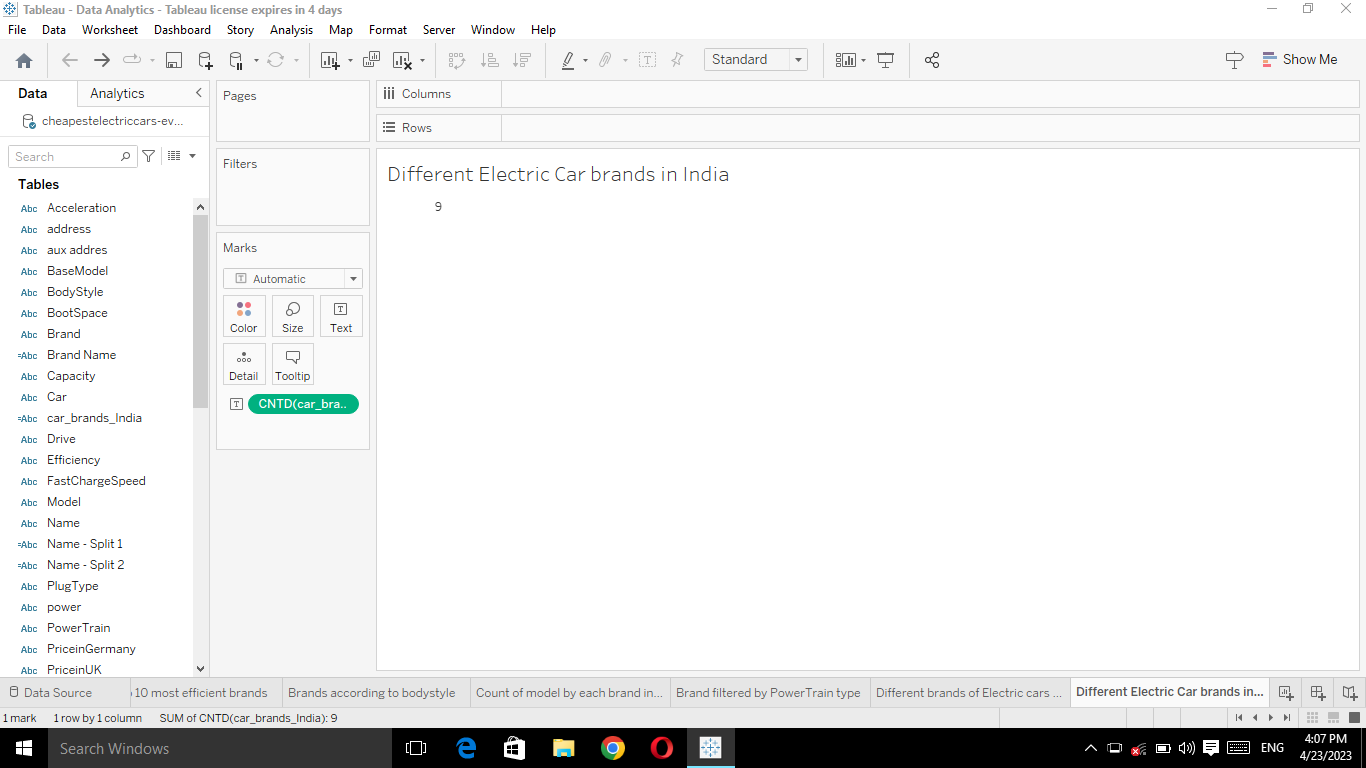 Tableau - Data Analytics - Tableau license expires in 4 days
File Data Worksheet Dashboard Story Analysis Map Format Server Window Help
Standard
Show Me
Data Analytics
cheapestelectriccars-ev...
Search
Tables
Abc Acceleration
Abc address
Abc aux addres
Abc BaseModel
Abc BodyStyle
Abc BootSpace
Abc Brand
=Abc Brand Name
Abc Capacity
Abc Car
=Abc car_brands_India
Abc Drive
Abc Efficiency
Abc FastChargeSpeed
Abc Model
Abc Name
=Abc Name - Split 1
=Abc Name - Split 2
Abc PlugType
Abc power
Abc PowerTrain
Abc PriceinGermany
Abc PriceinUK
Pages
Filters
Marks
T Automatic
Color Size T Text
Detail Tooltip
T CNTD(car_bra..
Columns
Rows
Different Electric Car brands in India
9
Data Source 10 most efficient brands Brands according to bodystyle Count of model by each brand in... Brand filtered by PowerTrain type Different brands of Electric cars ... Different Electric Car brands in...
1 mark 1 row by 1 column SUM of CNTD(car_brands_India): 9
Search Windows
ENG
4:07 PM
4/23/2023